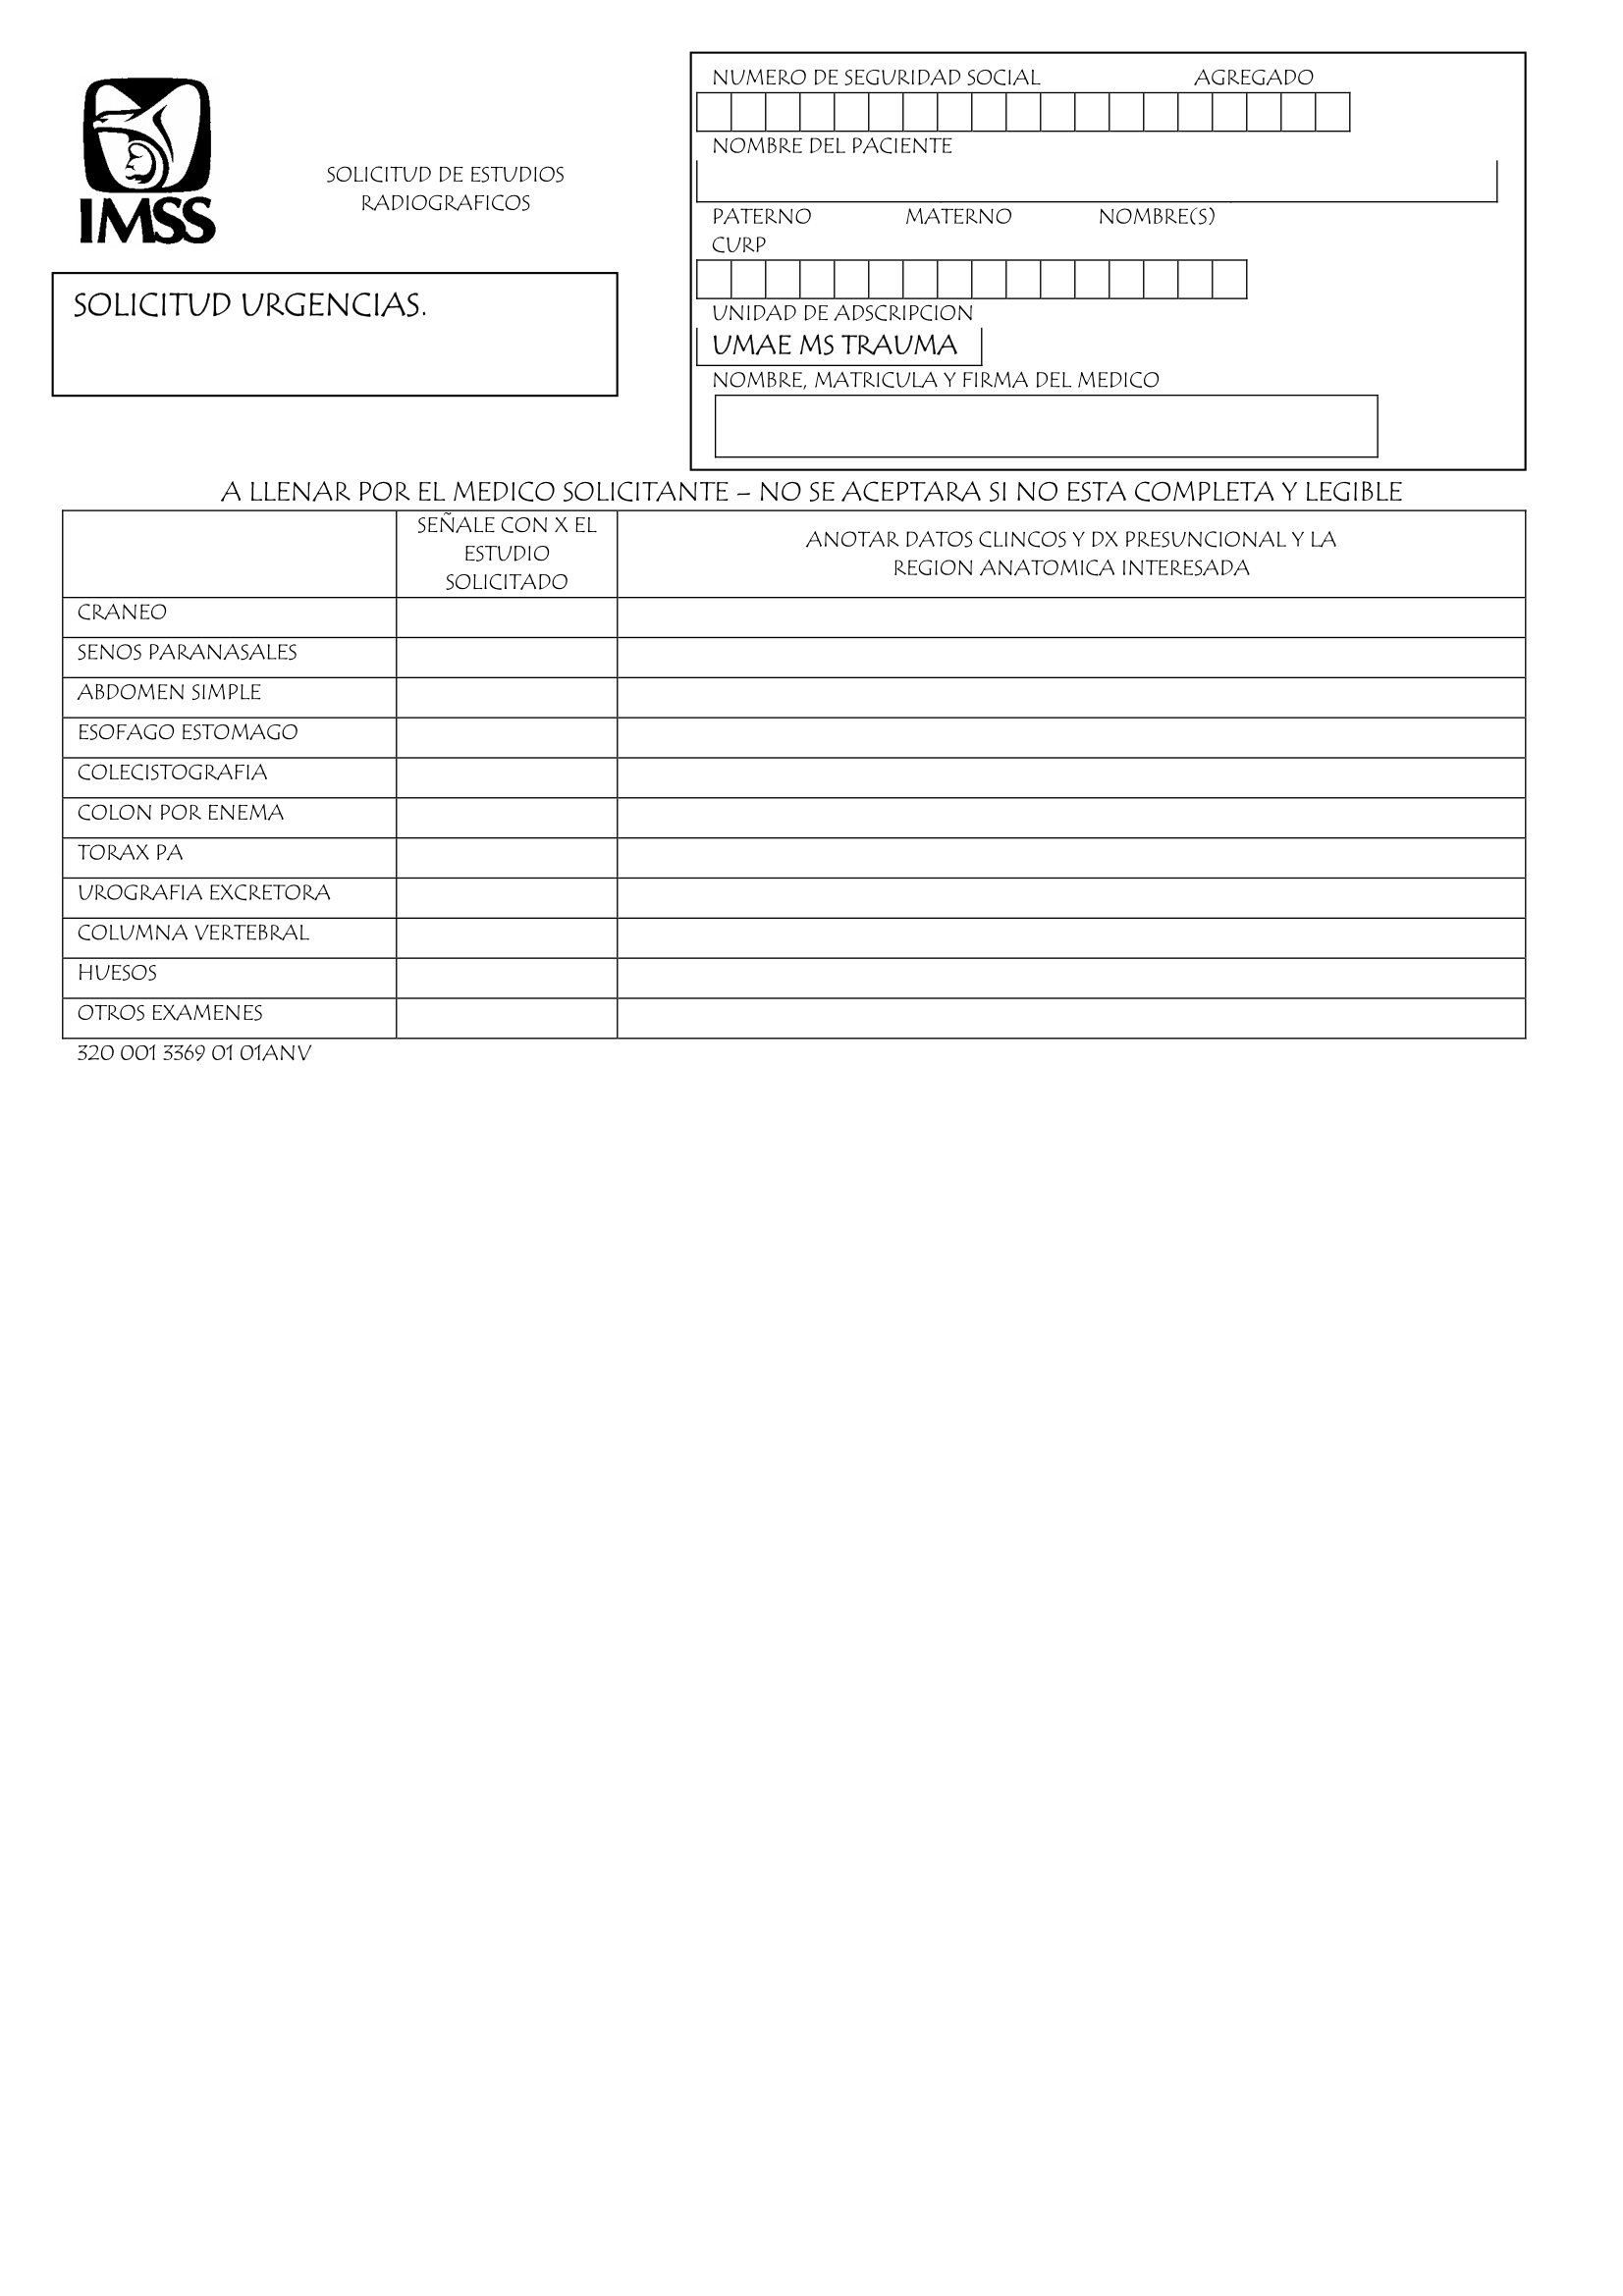 IMSS
SOLICITUD DE ESTUDIOS
RADIOGRAFICOS
SOLICITUD URGENCIAS.
NUMERO DE SEGURIDAD SOCIAL AGREGADO
NOMBRE DEL PACIENTE
PATERNO MATERNO NOMBRE(S)
CURP
UNIDAD DE ADSCRIPCION
UMAE MS TRAUMA
NOMBRE, MATRICULA Y FIRMA DEL MEDICO
A LLENAR POR EL MEDICO SOLICITANTE – NO SE ACEPTARA SI NO ESTA COMPLETA Y LEGIBLE
SEÑALE CON X EL
ESTUDIO
SOLICITADO
ANOTAR DATOS CLINCOS Y DX PRESUNCIONAL Y LA
REGION ANATOMICA INTERESADA
CRANEO
SENOS PARANASALES
ABDOMEN SIMPLE
ESOFAGO ESTOMAGO
COLECISTOGRAFIA
COLON POR ENEMA
TORAX PA
UROGRAFIA EXCRETORA
COLUMNA VERTEBRAL
HUESOS
OTROS EXAMENES
320 001 3369 01 01ANV